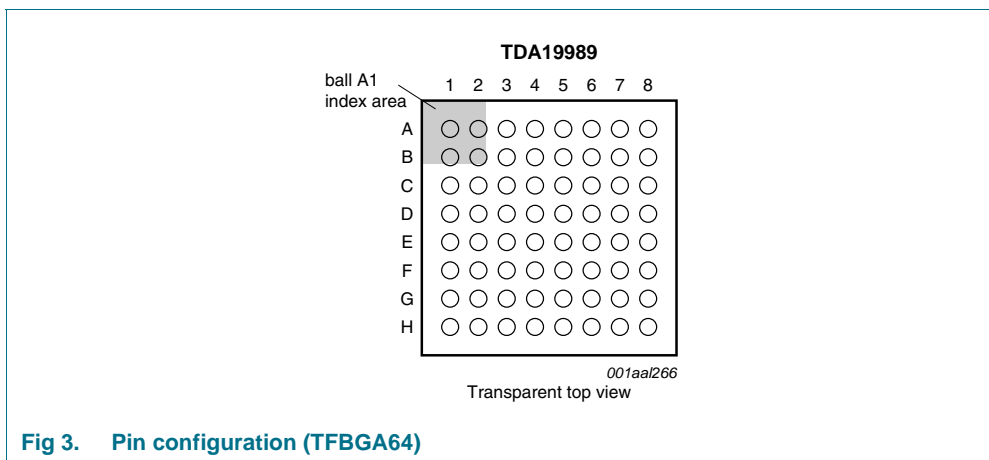 TDA19989
ball A1
index area
1 2 3 4 5 6 7 8
A
B
C
D
E
F
G
H
001aal266
Transparent top view
Fig 3. Pin configuration (TFBGA64)